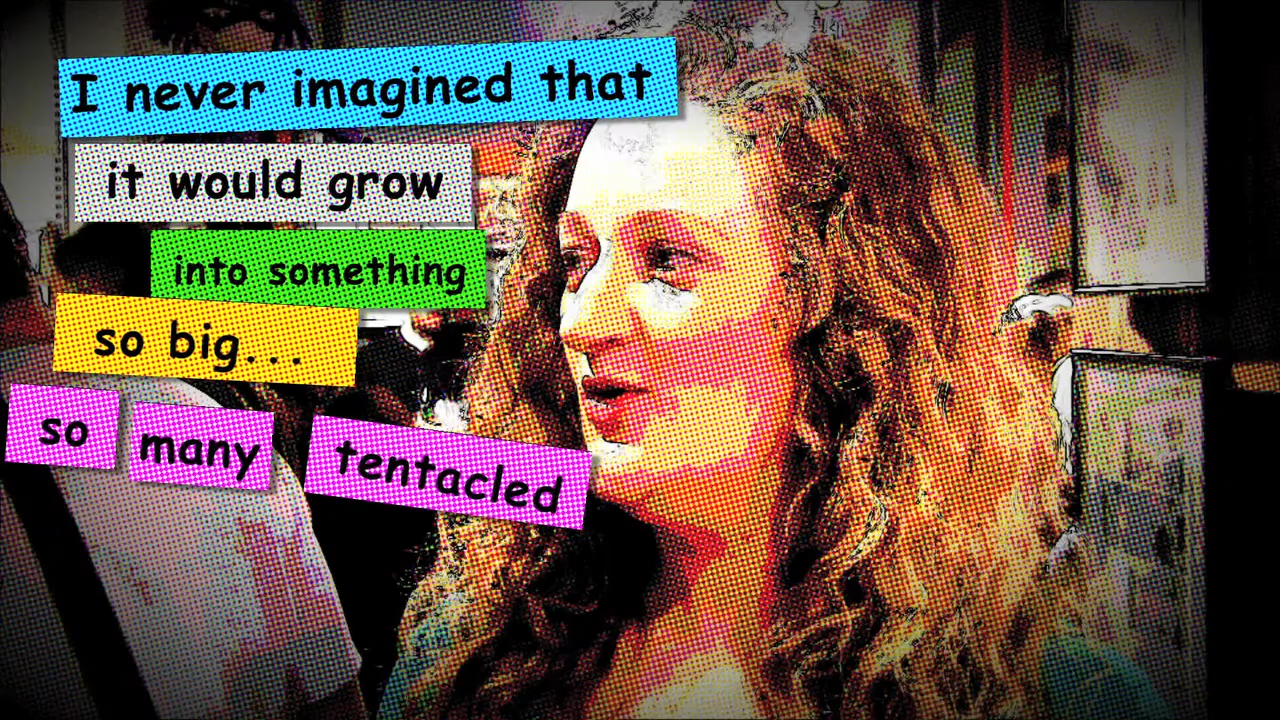 I never imagined that
it would grow
into something
so big...
so many tentacled